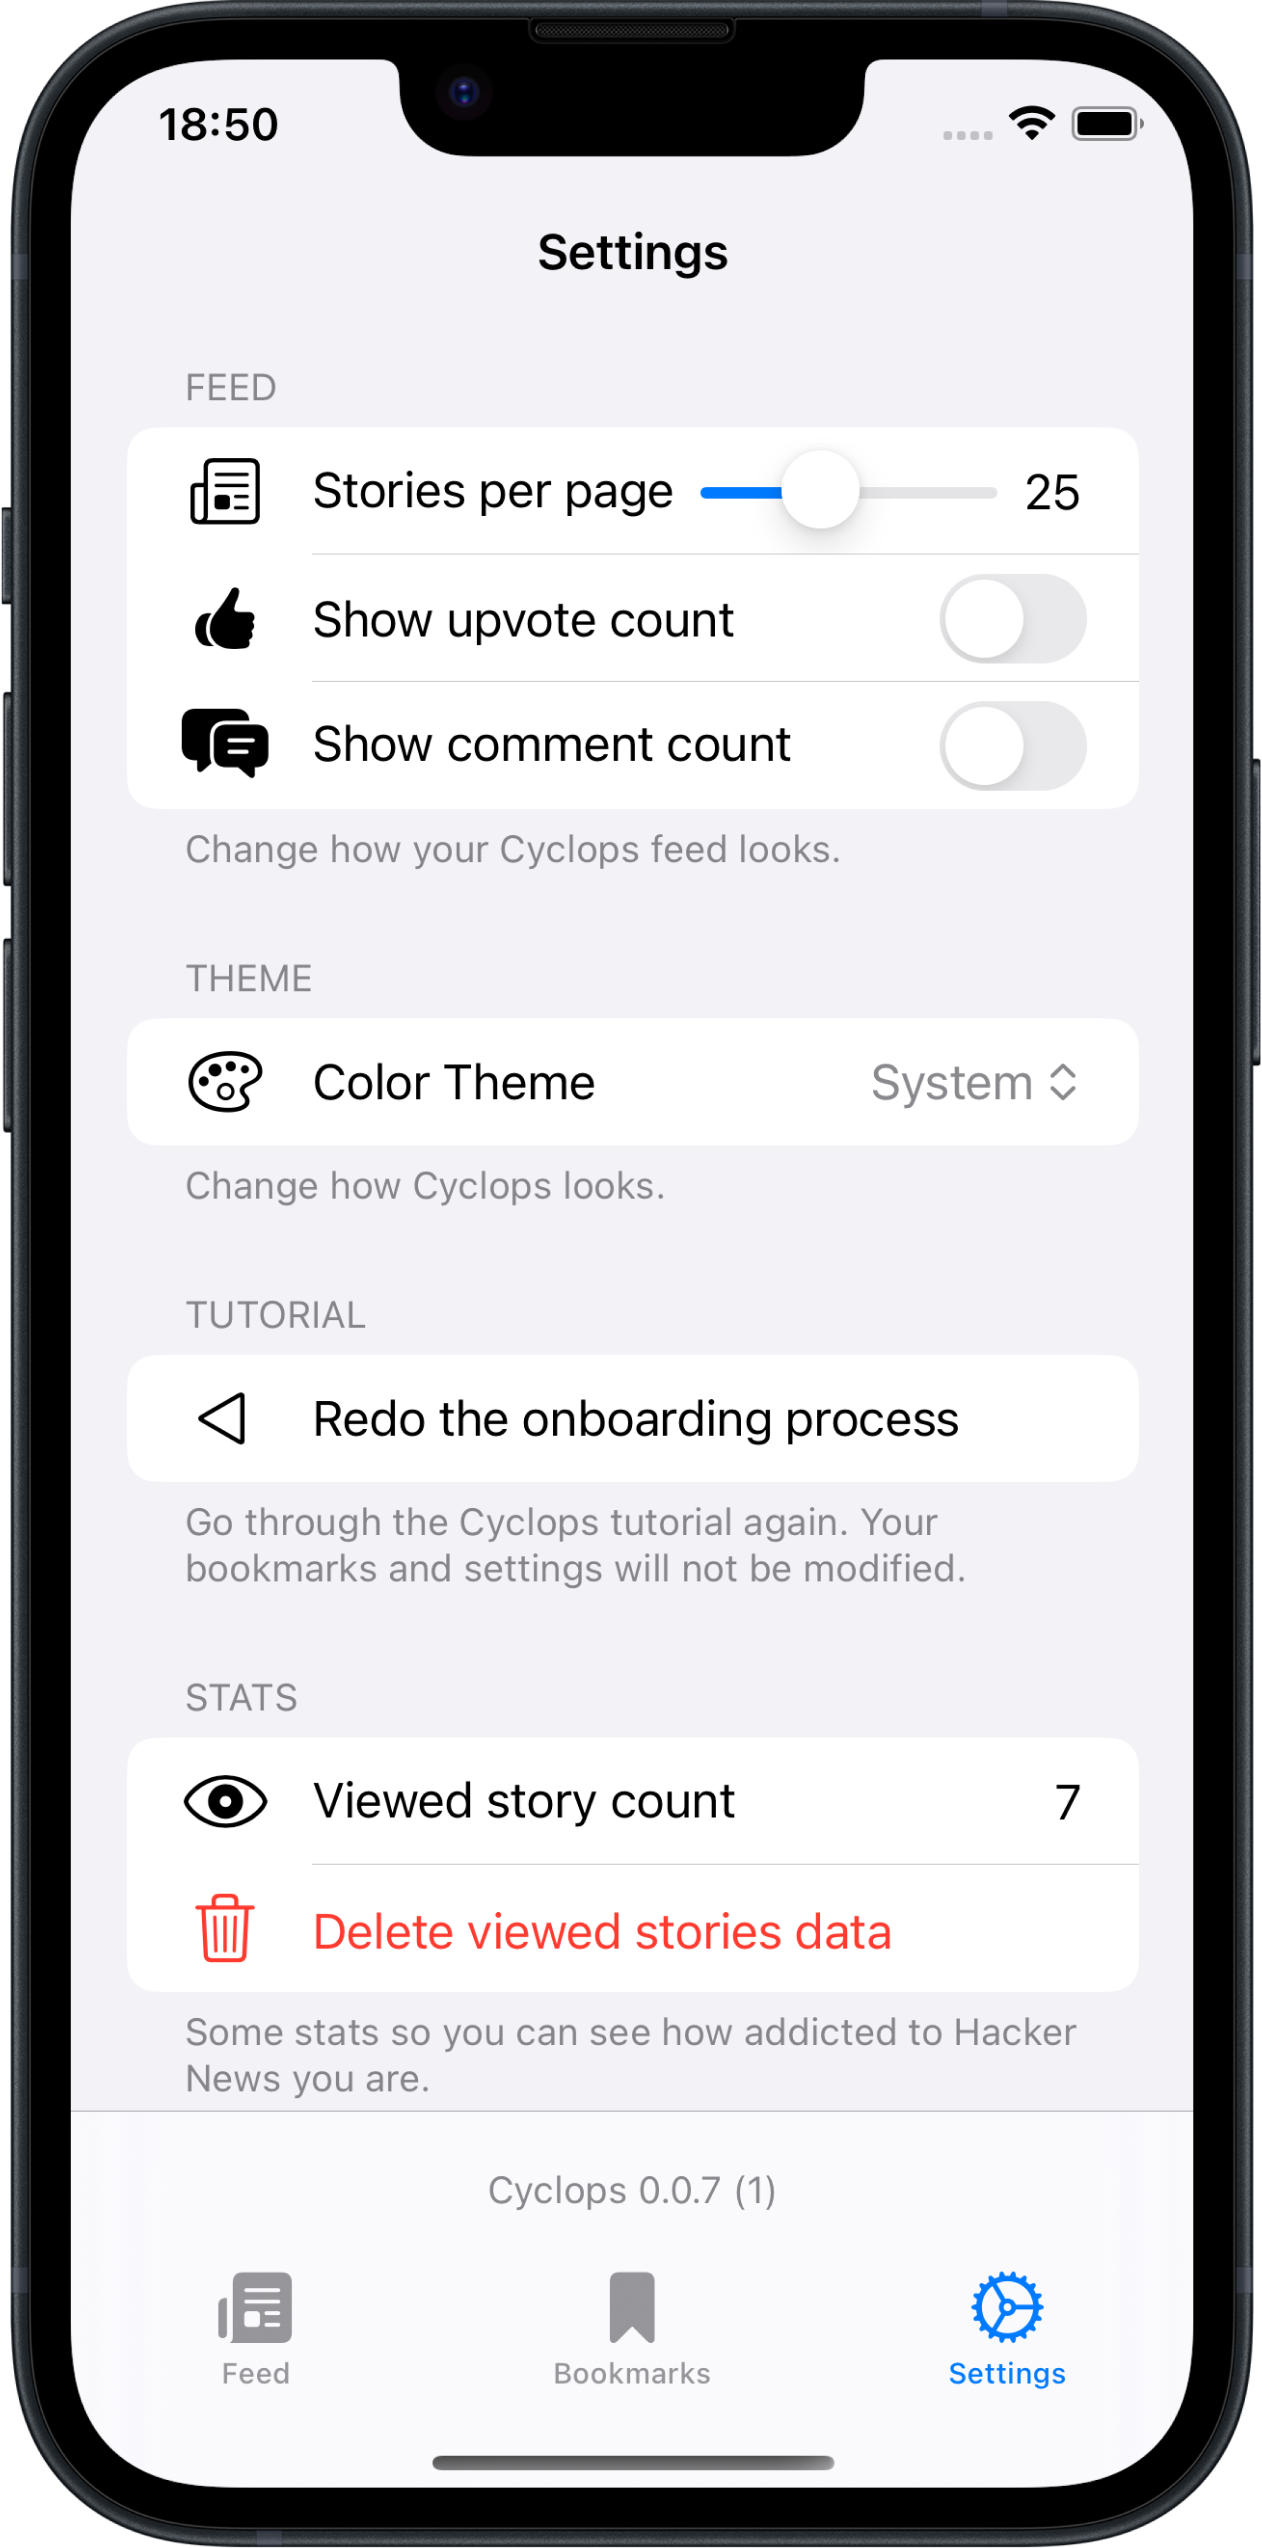 18:50
Settings
FEED
Stories per page 25
Show upvote count
Show comment count
Change how your Cyclops feed looks.
THEME
Color Theme System
Change how Cyclops looks.
TUTORIAL
Redo the onboarding process
Go through the Cyclops tutorial again. Your
bookmarks and settings will not be modified.
STATS
Viewed story count 7
Delete viewed stories data
Some stats so you can see how addicted to Hacker
News you are.
Cyclops 0.0.7 (1)
Feed Bookmarks Settings